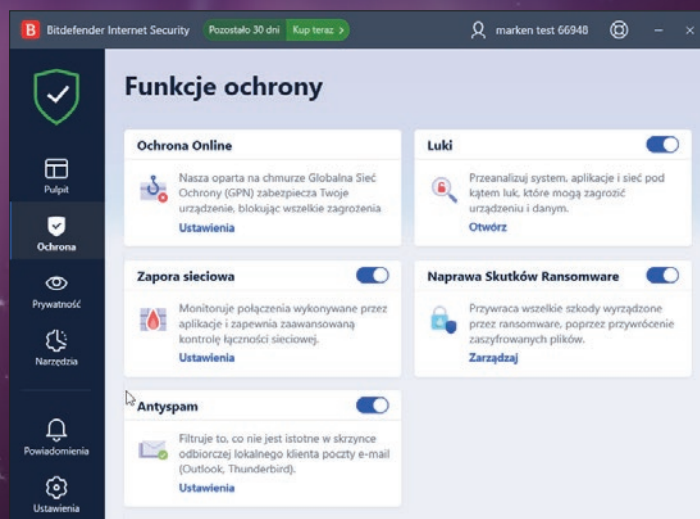 B Bitdefender Internet Security Pozostało 30 dni Kup teraz > marken test 66948
Funkcje ochrony
Pulpit
Ochrona
Prywatność
Narzędzia
Powiadomienia
Ustawienia
Ochrona Online
Nasza oparta na chmurze Globalna Sieć
Ochrony (GPN) zabezpiecza Twoje
urządzenie, blokując wszelkie zagrożenia
Ustawienia
Luki
Przeanalizuj system, aplikacje i sieć pod
kątem luk, które mogą zagrozić
urządzeniu i danym.
Otwórz
Zapora sieciowa
Monitoruje połączenia wykonywane przez
aplikacje i zapewnia zaawansowaną
kontrolę łączności sieciowej.
Ustawienia
Naprawa Skutków Ransomware
Przywraca wszelkie szkody wyrządzone
przez ransomware, poprzez przywrócenie
zaszyfrowanych plików.
Zarządzaj
Antyspam
Filtruje to, co nie jest istotne w skrzynce
odbiorczej lokalnego klienta poczty e-mail
(Outlook, Thunderbird).
Ustawienia